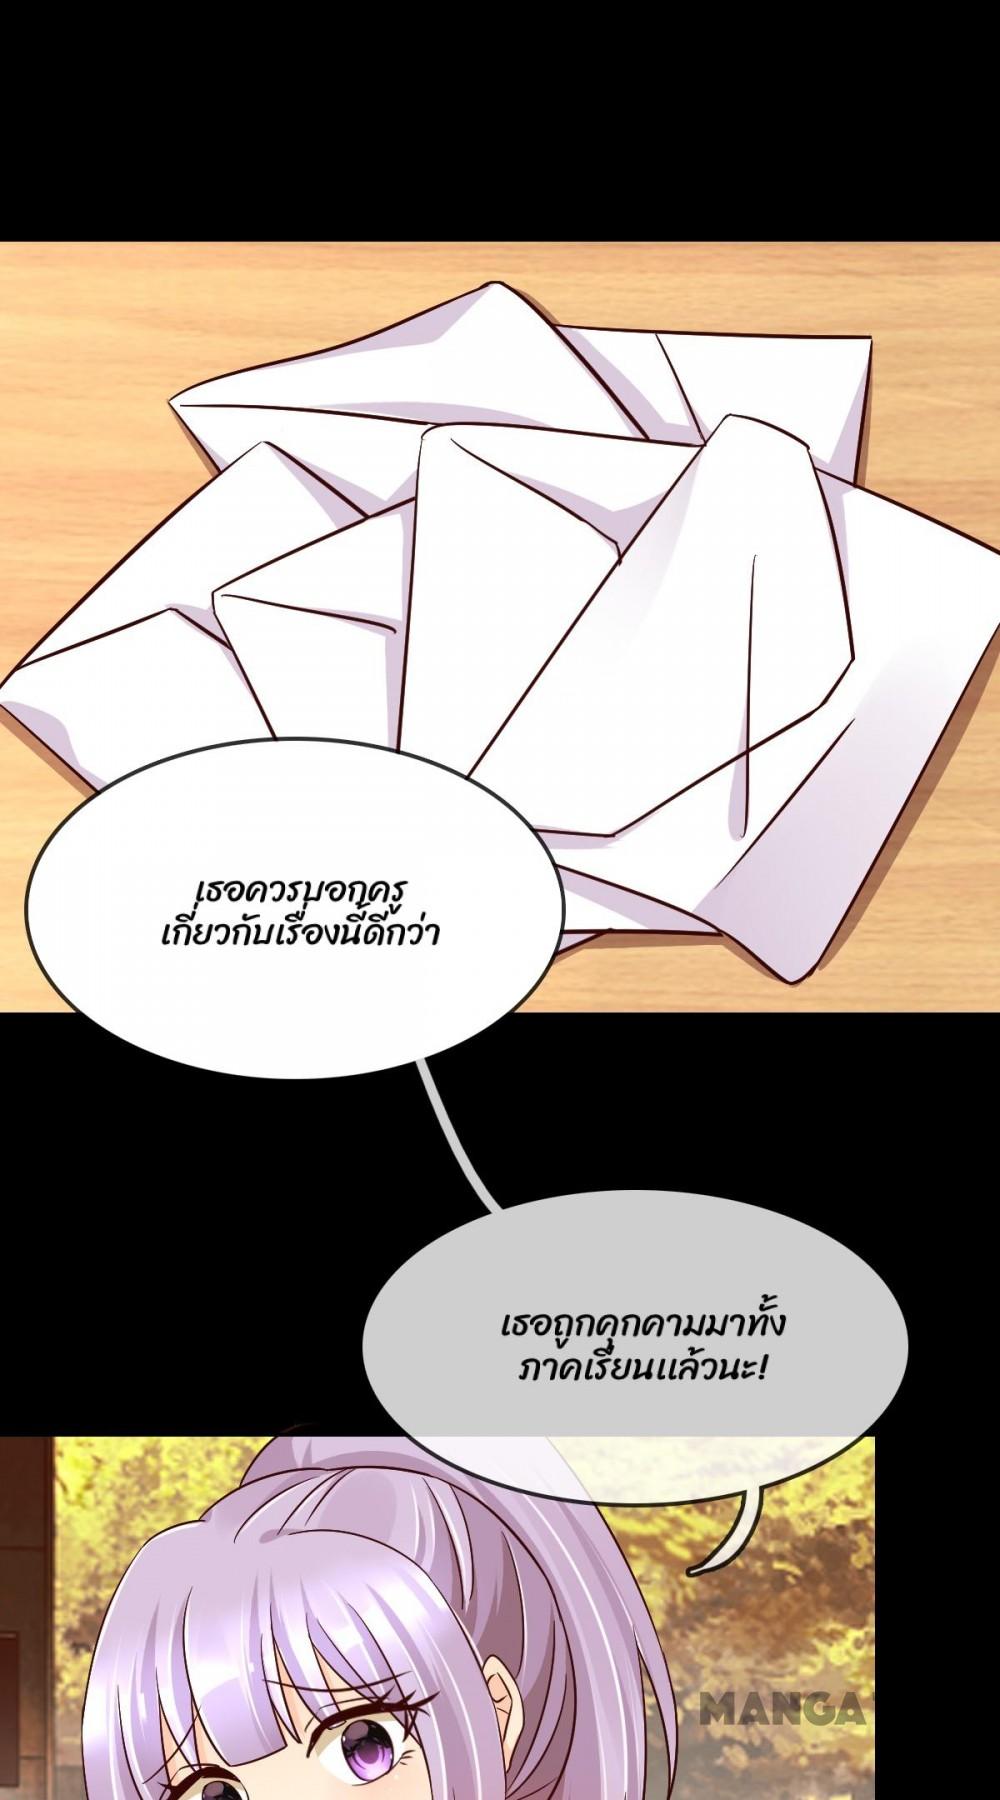 เธอควรบอกครู
เกี่ยวกับเรื่องนี้ดีกว่า
เธอถูกคุกคามมาทั้ง
ภาคเรียนแล้วนะ!
MANGA